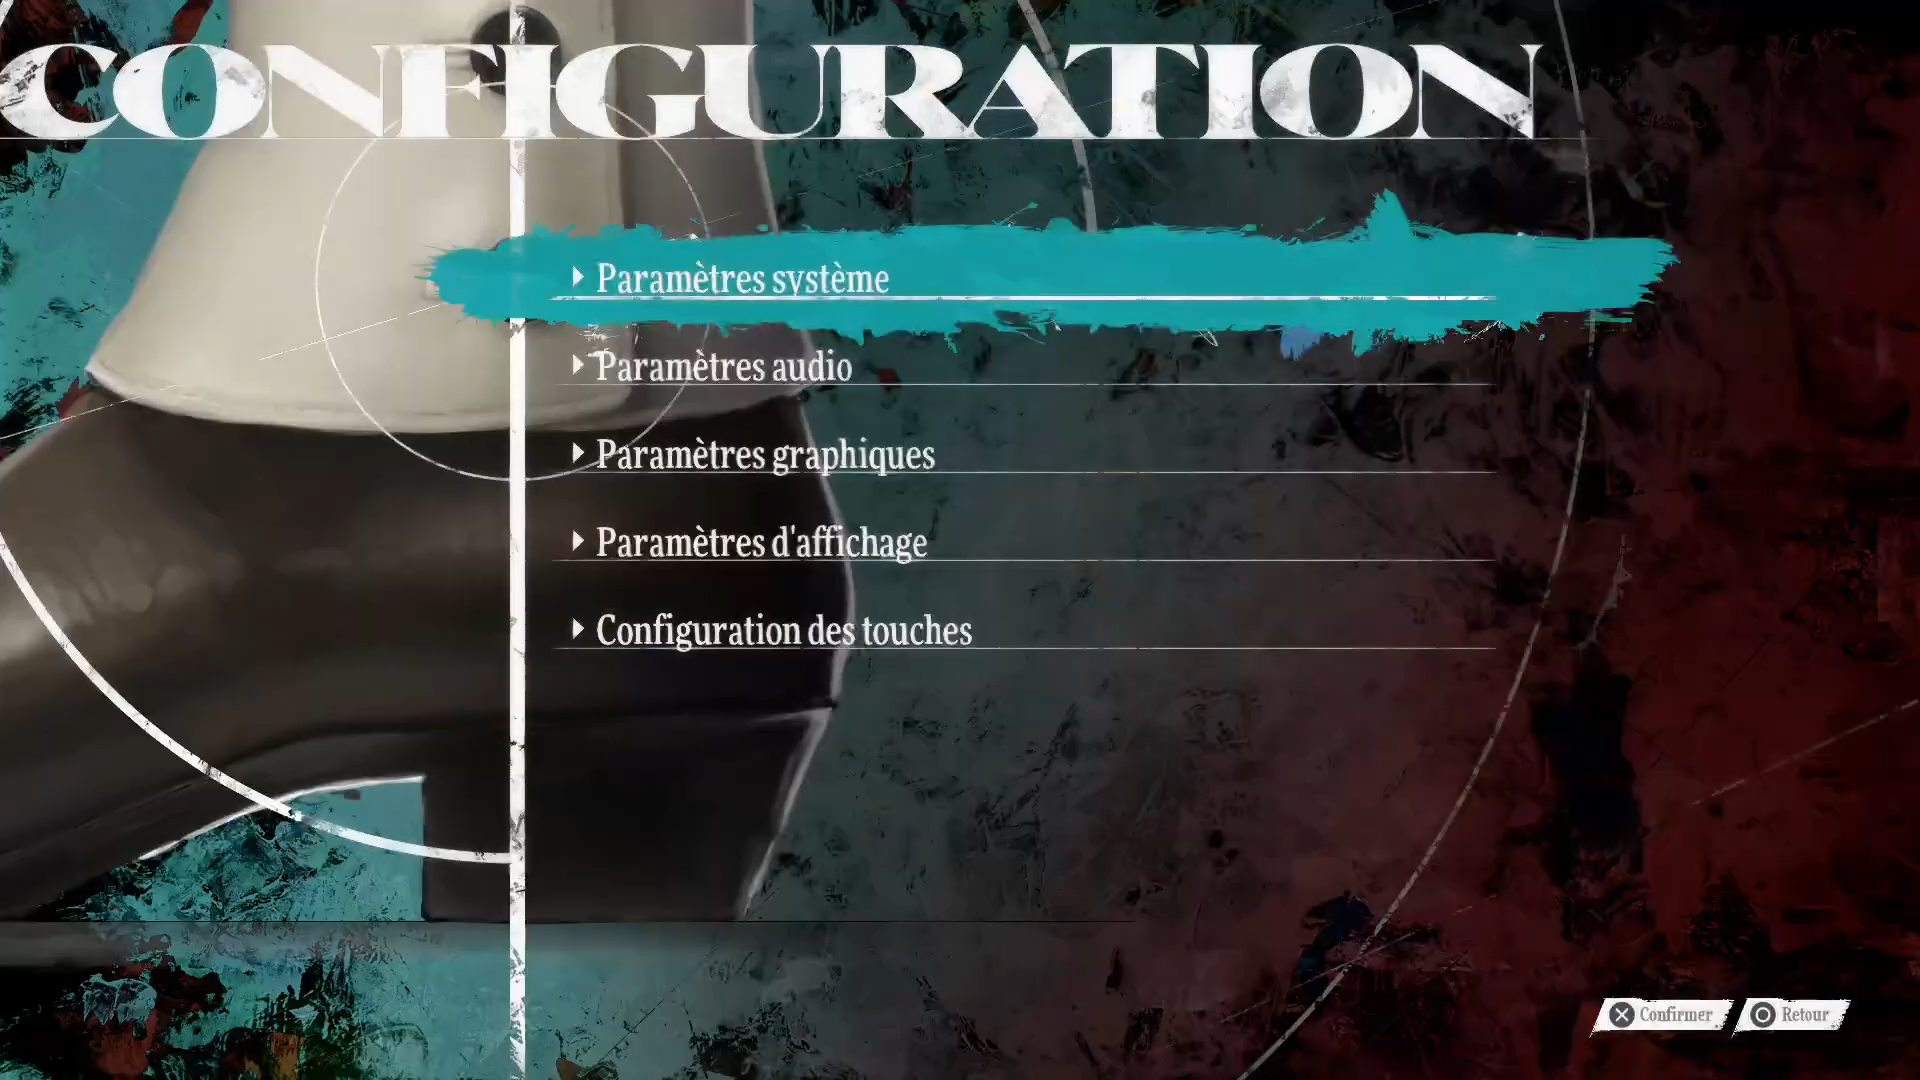 CONFIGURATION
Paramètres système
Paramètres audio
Paramètres graphiques
Paramètres d'affichage
Configuration des touches
Confirmer
Retour